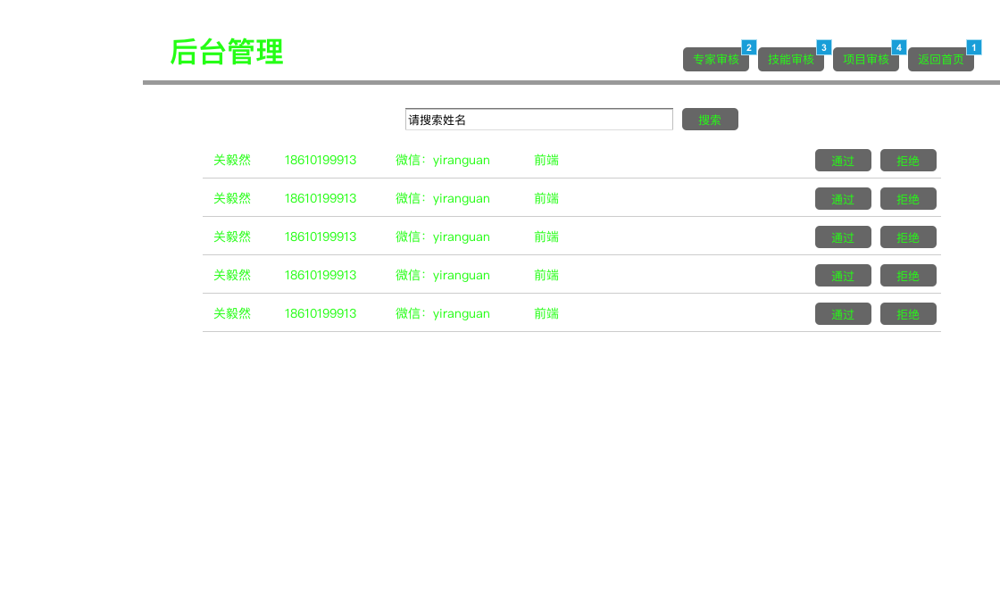 后台管理
专家审核 2 技能审核 3 项目审核 4 返回首页 1
请搜索姓名 搜索
关毅然 18610199913 微信：yiranguan 前端 通过 拒绝
关毅然 18610199913 微信：yiranguan 前端 通过 拒绝
关毅然 18610199913 微信：yiranguan 前端 通过 拒绝
关毅然 18610199913 微信：yiranguan 前端 通过 拒绝
关毅然 18610199913 微信：yiranguan 前端 通过 拒绝